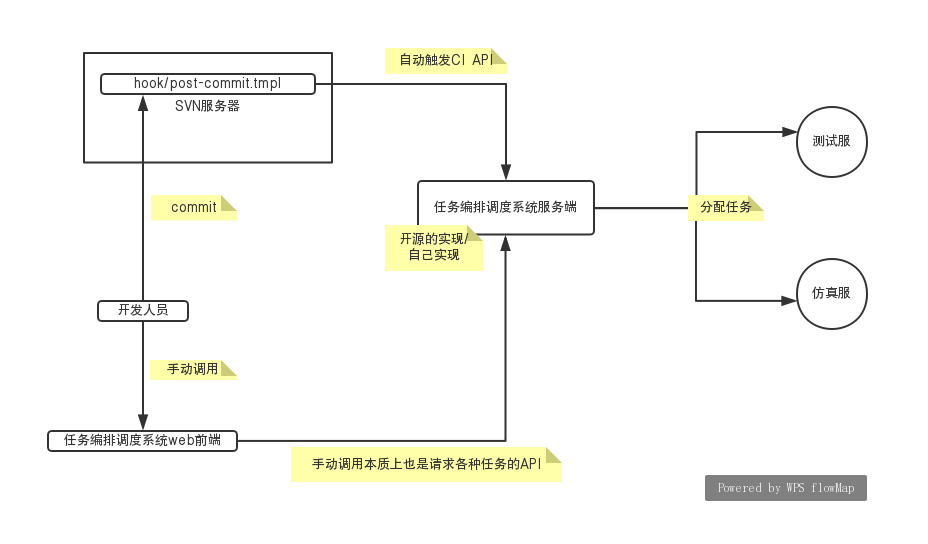 自动触发CI API
hook/post-commit.tmpl
SVN服务器
测试服
commit
任务编排调度系统服务端
分配任务
开源的实现/
自己实现
仿真服
开发人员
手动调用
任务编排调度系统web前端
手动调用本质上也是请求各种任务的API
Powered by WPS flowMap